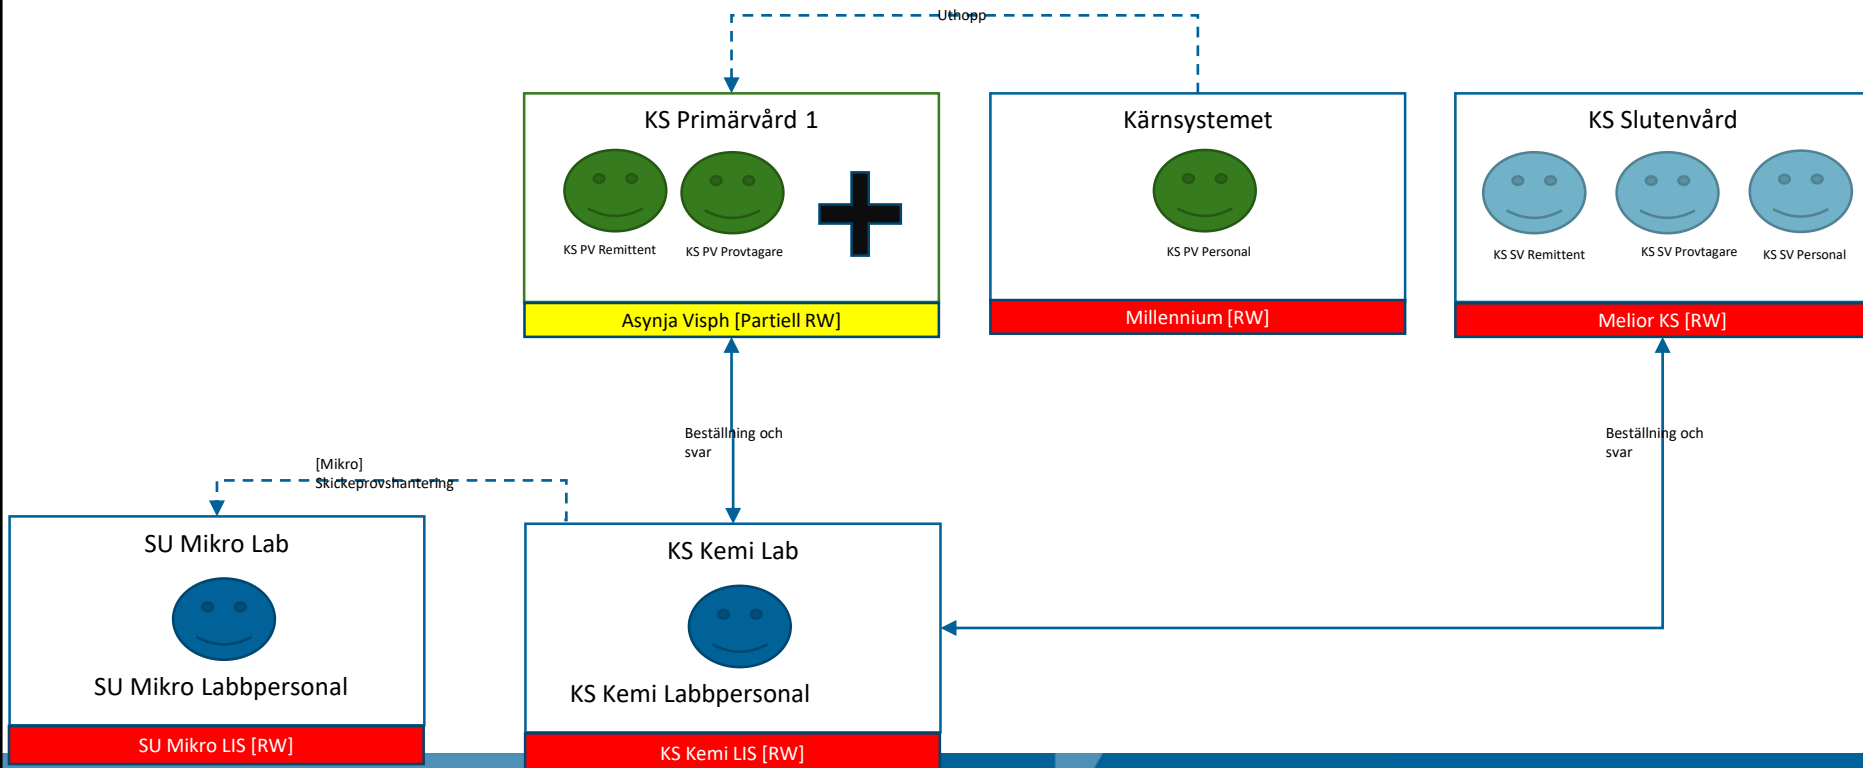 Uthopp
KS Primärvård 1
KS PV Remittent
KS PV Provtagare
Asynja Visph [Partiell RW]
Kärnsystemet
KS PV Personal
Millennium [RW]
KS Slutenvård
KS SV Remittent
KS SV Provtagare
KS SV Personal
Melior KS [RW]
Beställning och
svar
Beställning och
svar
[Mikro]
Skickeprovshantering
SU Mikro Lab
SU Mikro Labbpersonal
SU Mikro LIS [RW]
KS Kemi Lab
KS Kemi Labbpersonal
KS Kemi LIS [RW]